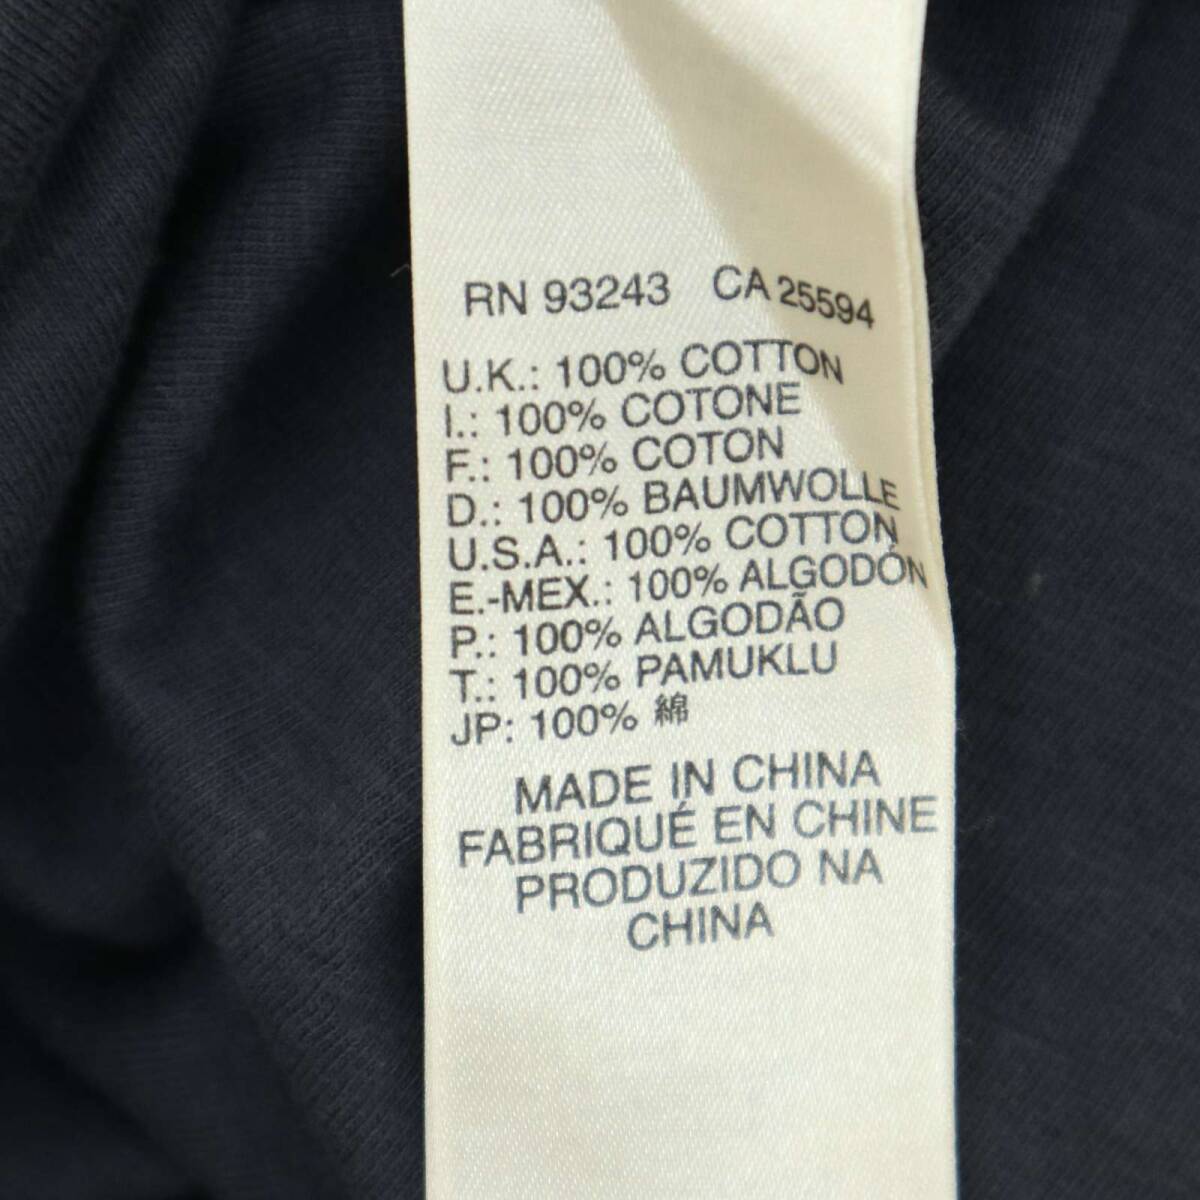 RN 93243 CA 25594
U.K.: 100% COTTON
I.: 100% COTONE
F.: 100% COTON
D.: 100% BAUMWOLLE
U.S.A.: 100% COTTON
E.-MEX.: 100% ALGODÓN
P.: 100% ALGODÃO
T.: 100% PAMUKLU
JP: 100% 綿
MADE IN CHINA
FABRIQUÉ EN CHINE
PRODUZIDO NA
CHINA